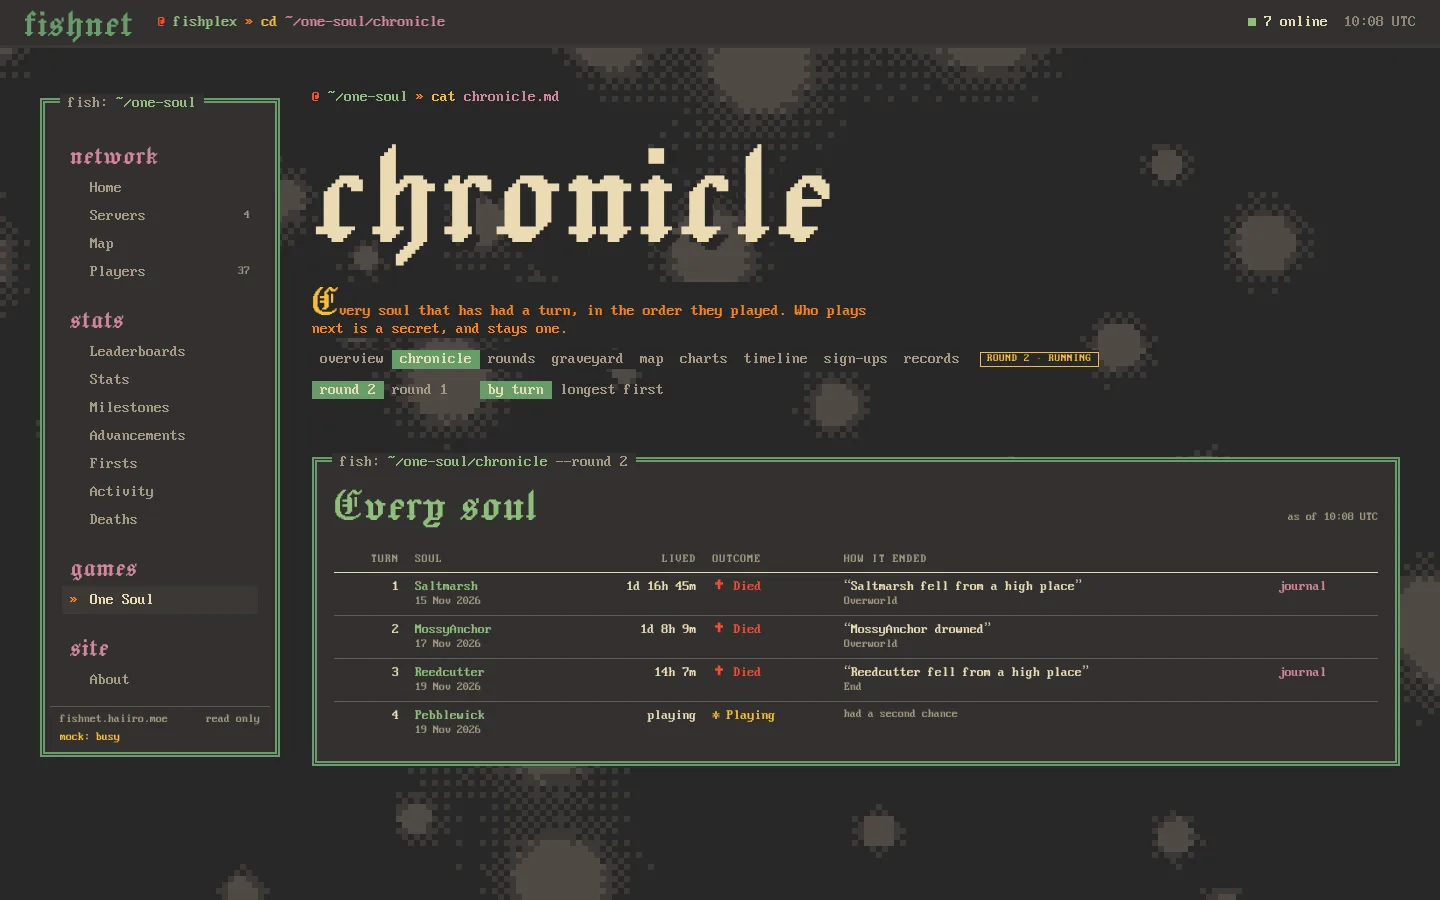 fishnet @ fishplex » cd ~/one-soul/chronicle 7 online 10:08 UTC
fish: ~/one-soul
network
Home
Servers 4
Map
Players 37
stats
Leaderboards
Stats
Milestones
Advancements
Firsts
Activity
Deaths
games
» One Soul
site
About
fishnet.haiiro.moe read only
mock: busy
@ ~/one-soul » cat chronicle.md
chronicle
Every soul that has had a turn, in the order they played. Who plays
next is a secret, and stays one.
overview chronicle rounds graveyard map charts timeline sign-ups records ROUND 2 · RUNNING
round 2 round 1 by turn longest first
fish: ~/one-soul/chronicle --round 2
Every soul as of 10:08 UTC
TURN SOUL LIVED OUTCOME HOW IT ENDED
1 Saltmarsh 1d 16h 45m ✝ Died “Saltmarsh fell from a high place” journal
15 Nov 2026 Overworld
2 MossyAnchor 1d 8h 9m ✝ Died “MossyAnchor drowned”
17 Nov 2026 Overworld
3 Reedcutter 14h 7m ✝ Died “Reedcutter fell from a high place” journal
19 Nov 2026 End
4 Pebblewick playing * Playing had a second chance
19 Nov 2026